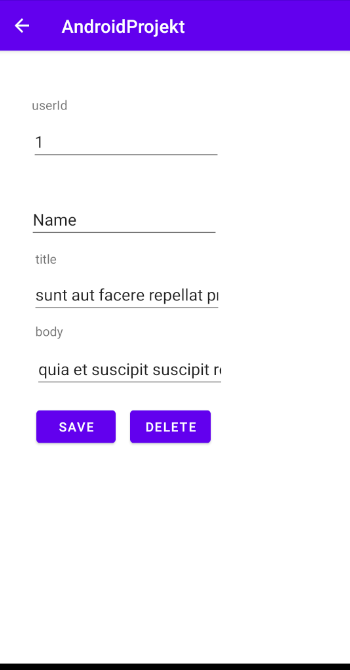 AndroidProjekt
userId
1
Name
title
sunt aut facere repellat pr
body
quia et suscipit suscipit re
SAVE
DELETE